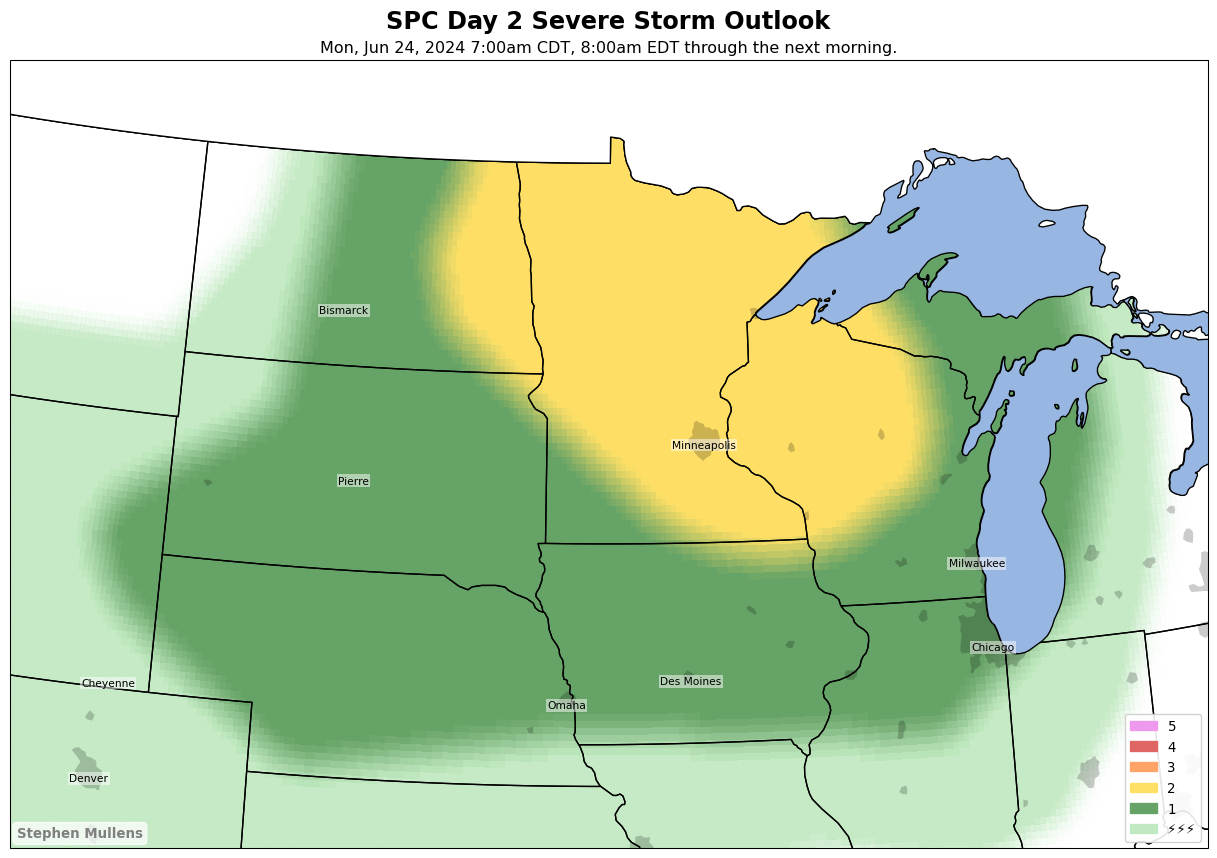 SPC Day 2 Severe Storm Outlook
Mon, Jun 24, 2024 7:00am CDT, 8:00am EDT through the next morning.
Bismarck
Minneapolis
Pierre
Milwaukee
Chicago
Cheyenne
Des Moines
Omaha
Denver
5
4
3
2
1
⚡⚡⚡
Stephen Mullens